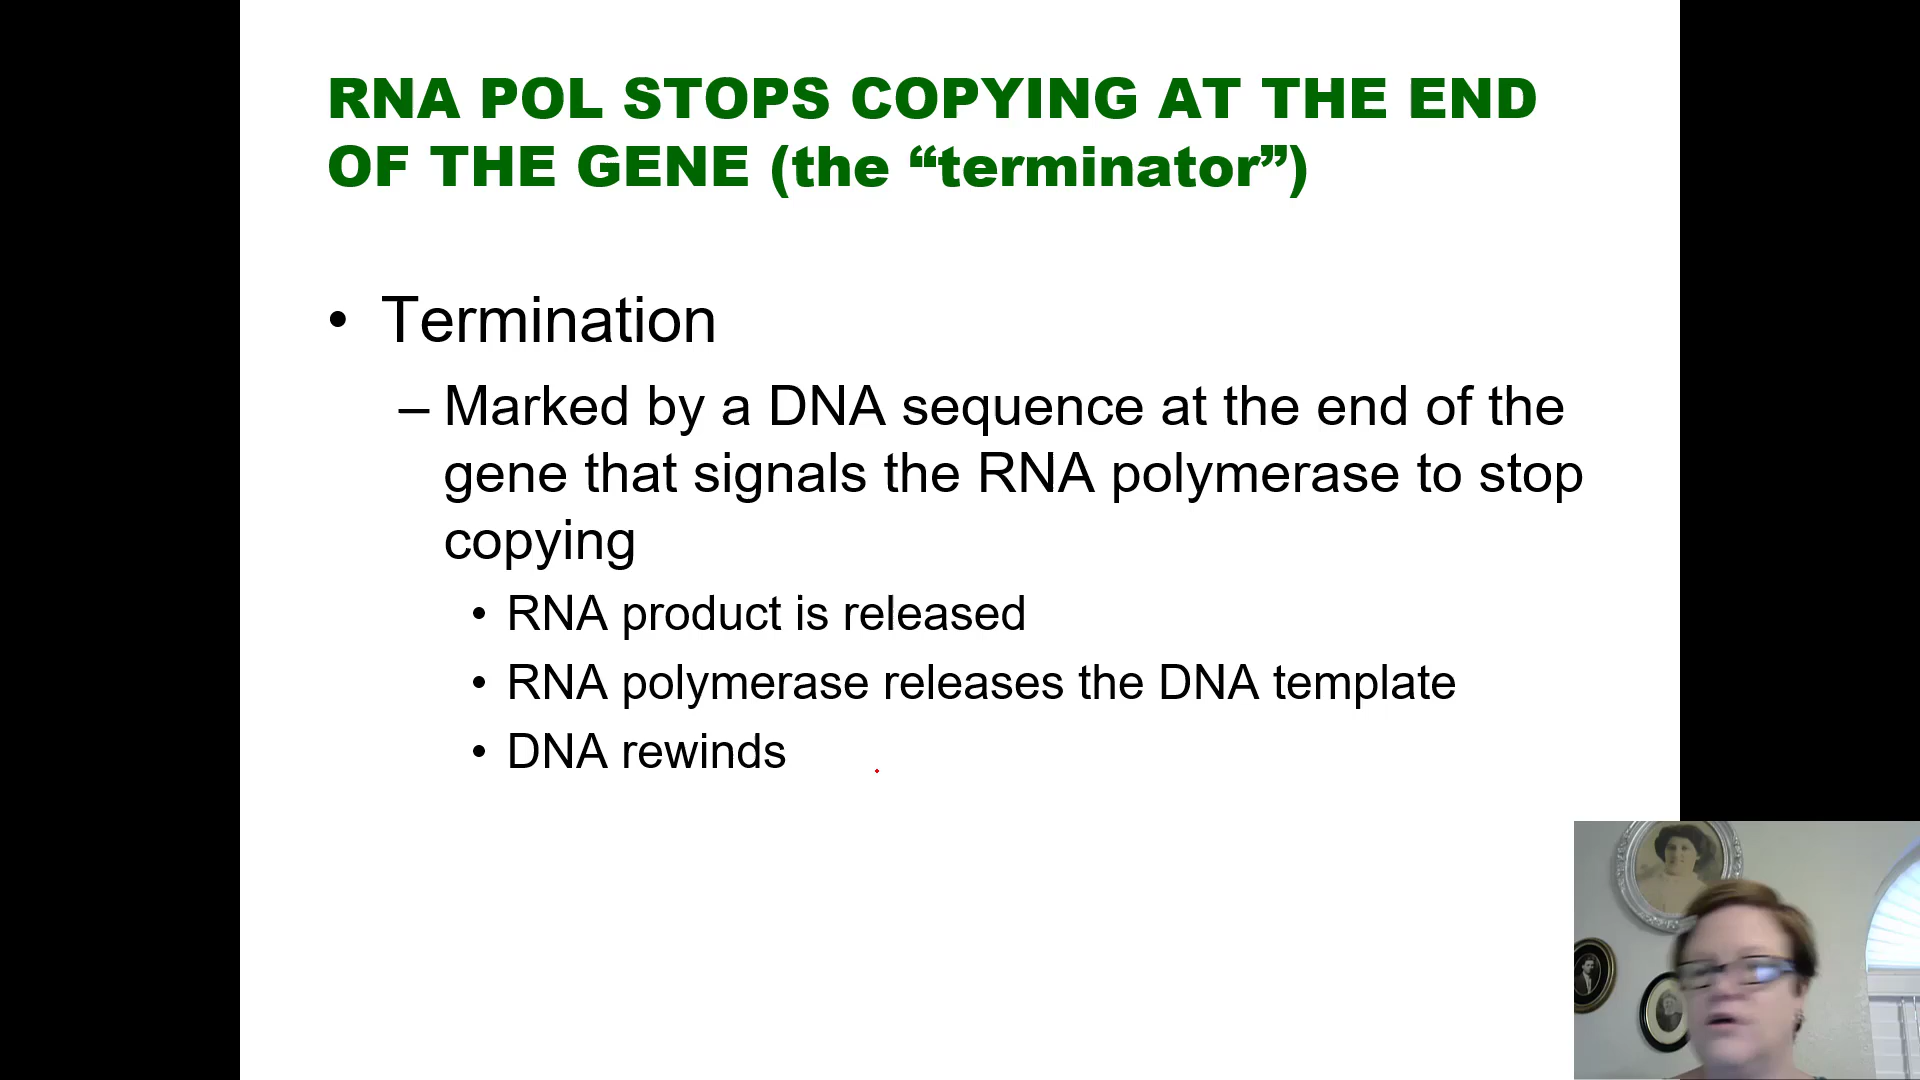 RNA POL STOPS COPYING AT THE END
OF THE GENE (the “terminator”)
• Termination
– Marked by a DNA sequence at the end of the
gene that signals the RNA polymerase to stop
copying
• RNA product is released
• RNA polymerase releases the DNA template
• DNA rewinds